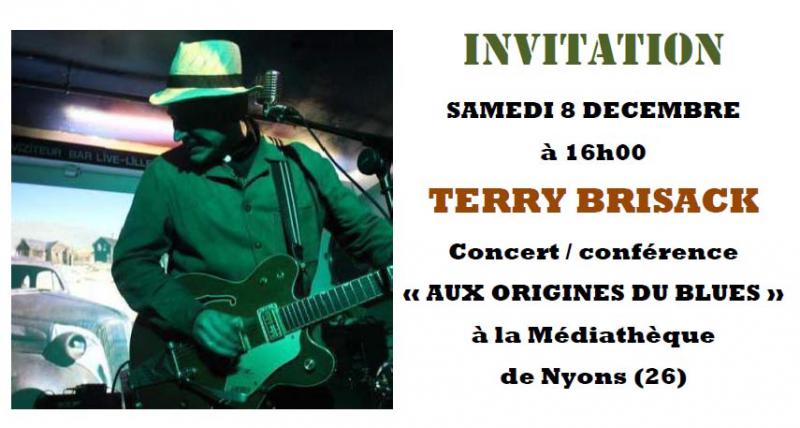 VIZITEUR BAR LIVE-LILLE
INVITATION
SAMEDI 8 DECEMBRE
à 16h00
TERRY BRISACK
Concert / conférence
« AUX ORIGINES DU BLUES »
à la Médiathèque
de Nyons (26)